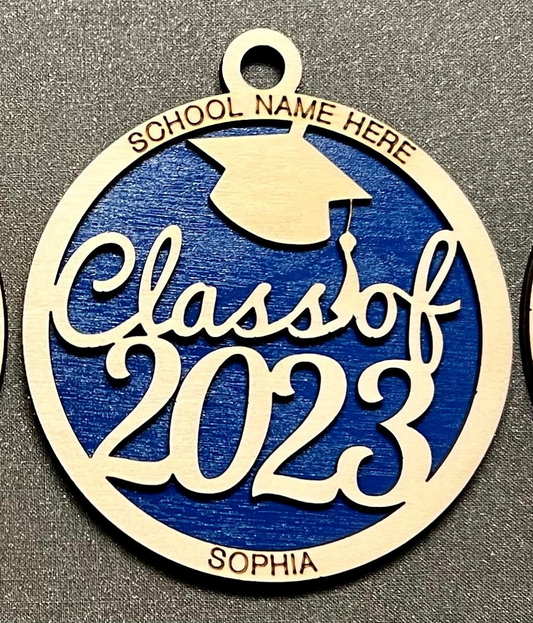 SCHOOL NAME HERE
Class of
2023
SOPHIA